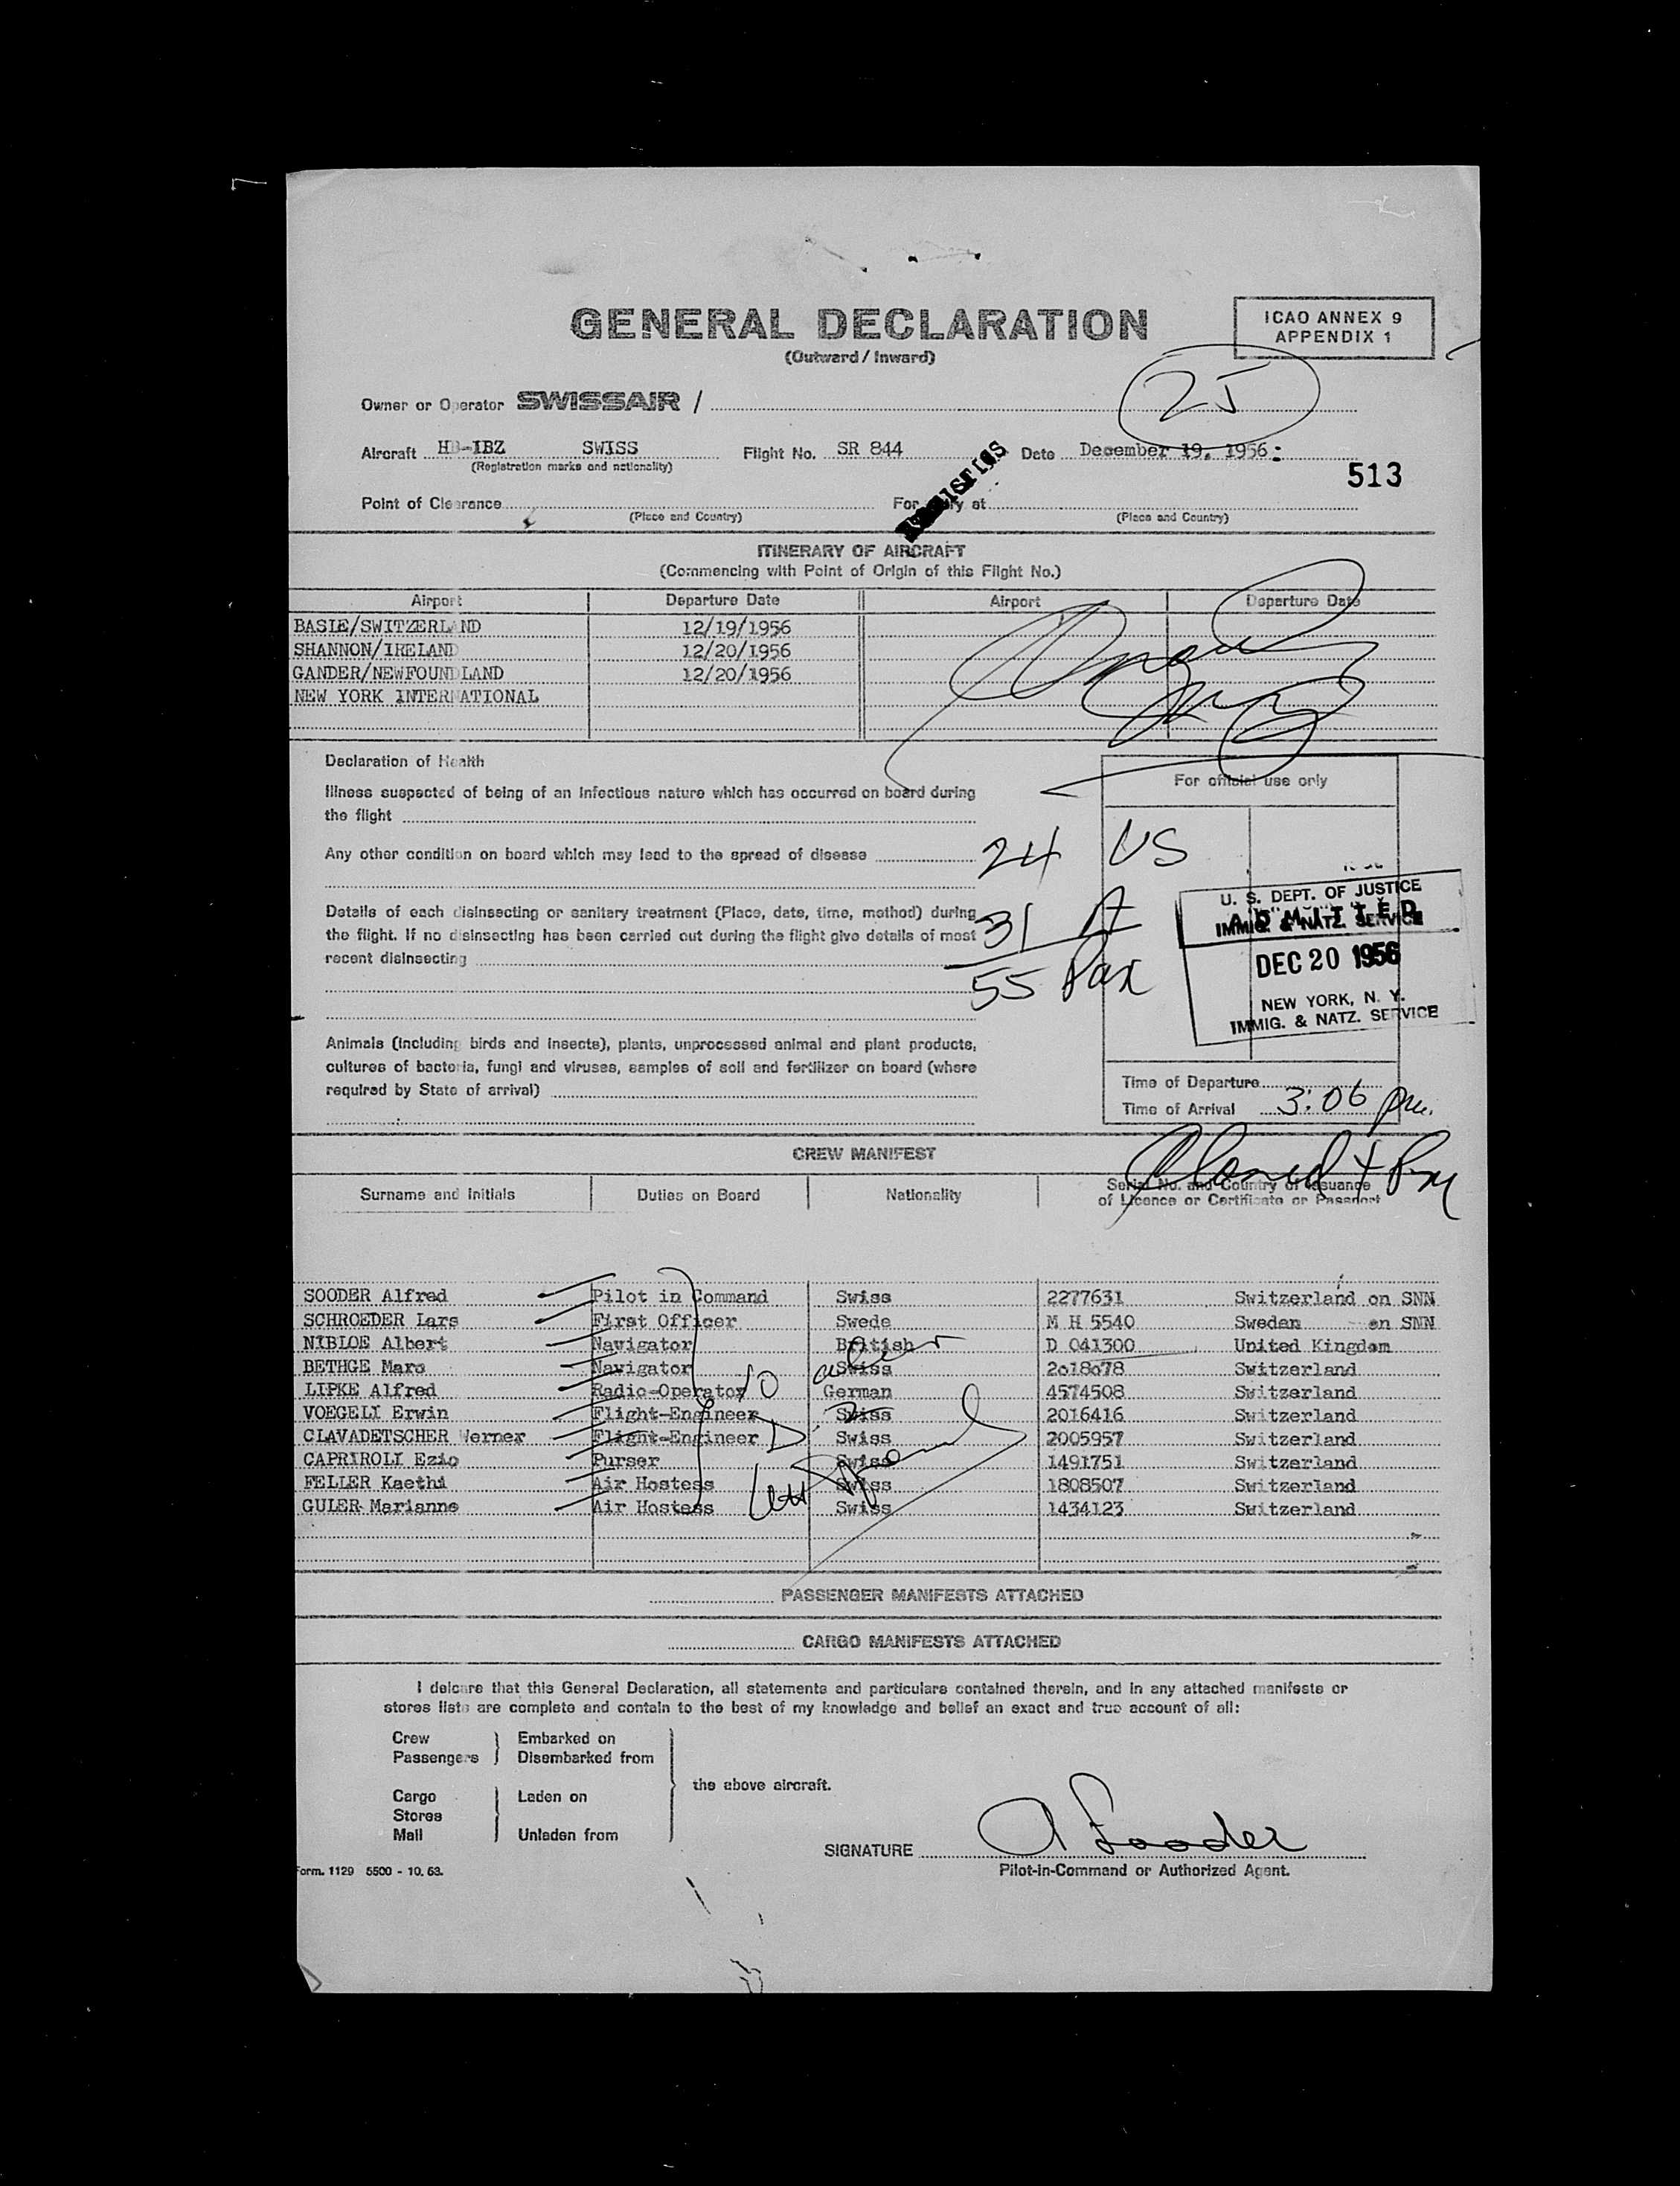 GENERAL DECLARATION
(Outward / Inward)
ICAO ANNEX 9
APPENDIX 1
25
Owner or Operator SWISSAIR /
Aircraft HB-IBZ SWISS Flight No. SR 844 Date December 19, 1956
(Registration marks and nationality)
STATISTICS
513
Point of Clearance For Entry at
(Place and Country) (Place and Country)
ITINERARY OF AIRCRAFT
(Commencing with Point of Origin of this Flight No.)
Airport Departure Date Airport Departure Date
BASLE/SWITZERLAND 12/19/1956
SHANNON/IRELAND 12/20/1956
GANDER/NEWFOUNDLAND 12/20/1956
NEW YORK INTERNATIONAL
Declaration of Health
Illness suspected of being of an infectious nature which has occurred on board during
the flight
Any other condition on board which may lead to the spread of disease
Details of each disinsecting or sanitary treatment (Place, date, time, method) during
the flight. If no disinsecting has been carried out during the flight give details of most
recent disinsecting
Animals (including birds and insects), plants, unprocessed animal and plant products,
cultures of bacteria, fungi and viruses, samples of soil and fertilizer on board (where
required by State of arrival)
24 US
31 A
55 Pax
For official use only
U. S. DEPT. OF JUSTICE
IMMIG. & NATZ. SERVICE
ADMITTED
DEC 20 1956
NEW YORK, N. Y.
IMMIG. & NATZ. SERVICE
Time of Departure
Time of Arrival 3:06 pm.
CREW MANIFEST
Surname and Initials Duties on Board Nationality Serial No. and Country of Issuance
of Licence or Certificate or Passport
SOODER Alfred Pilot in Command Swiss 2277631 Switzerland on SNN
SCHROEDER Lars First Officer Swede M H 5540 Sweden on SNN
NIBLOE Albert Navigator British D 041300 United Kingdom
BETHGE Marc Navigator Swiss 2018078 Switzerland
LIPKE Alfred Radio-Operator German 4574508 Switzerland
VOEGELI Erwin Flight-Engineer Swiss 2016416 Switzerland
CLAVADETSCHER Werner Flight-Engineer Swiss 2005957 Switzerland
CAPRIROLI Ezio Purser Swiss 1491751 Switzerland
FELLER Kaethi Air Hostess Swiss 1808507 Switzerland
GULER Marianne Air Hostess Swiss 1434123 Switzerland
10
PASSENGER MANIFESTS ATTACHED
CARGO MANIFESTS ATTACHED
I delcare that this General Declaration, all statements and particulars contained therein, and in any attached manifests or
stores lists are complete and contain to the best of my knowledge and belief an exact and true account of all:
Crew Embarked on
Passengers Disembarked from
the above aircraft.
Cargo Laden on
Stores
Mail Unladen from
SIGNATURE A Sooder
Pilot-in-Command or Authorized Agent.
Form. 1129 5500 - 10. 53.